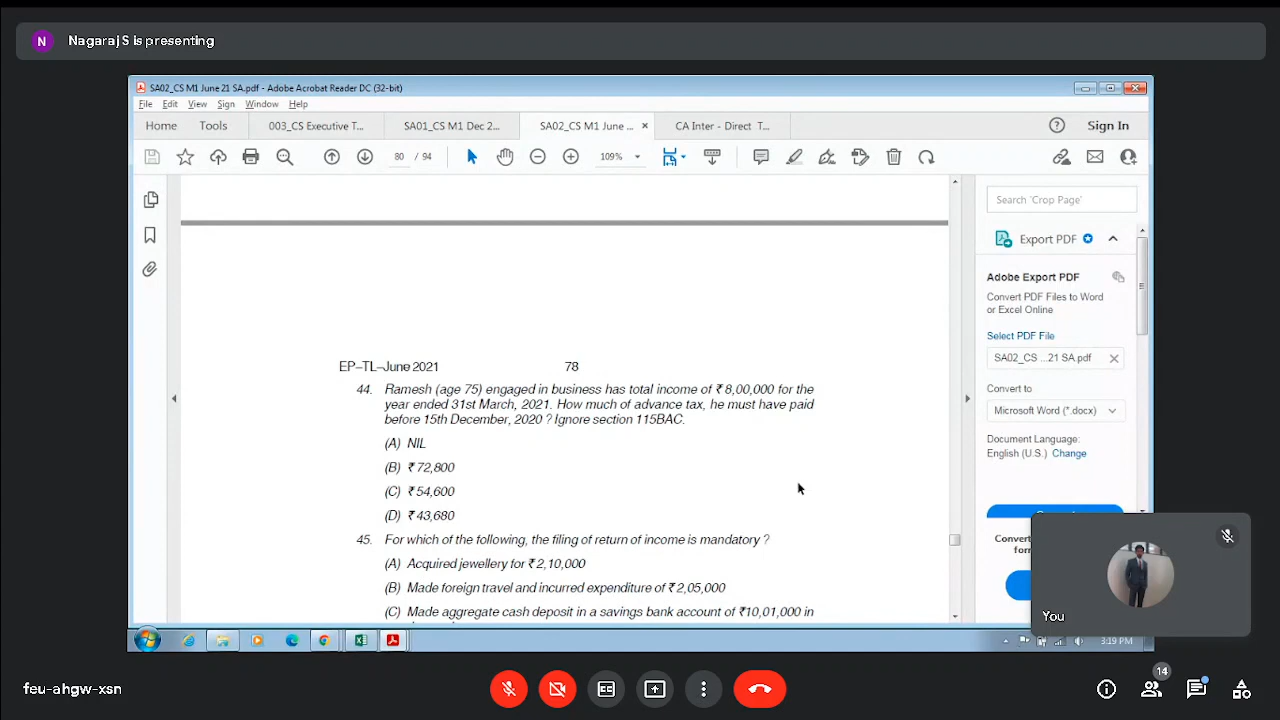 N Nagaraj S is presenting
SA02_CS M1 June 21 SA.pdf - Adobe Acrobat Reader DC (32-bit)
File Edit View Sign Window Help
Home Tools 003_CS Executive T... SA01_CS M1 Dec 2... SA02_CS M1 June ... × CA Inter - Direct T... Sign In
80 / 94 109%
Search 'Crop Page'
Export PDF
Adobe Export PDF
Convert PDF Files to Word
or Excel Online
Select PDF File
SA02_CS ...21 SA.pdf
Convert to
Microsoft Word (*.docx)
Document Language:
English (U.S.) Change
EP–TL–June 2021 78
44. Ramesh (age 75) engaged in business has total income of ₹ 8,00,000 for the
year ended 31st March, 2021. How much of advance tax, he must have paid
before 15th December, 2020 ? Ignore section 115BAC.
(A) NIL
(B) ₹ 72,800
(C) ₹ 54,600
(D) ₹ 43,680
45. For which of the following, the filing of return of income is mandatory ?
(A) Acquired jewellery for ₹ 2,10,000
(B) Made foreign travel and incurred expenditure of ₹ 2,05,000
(C) Made aggregate cash deposit in a savings bank account of ₹10,01,000 in
You
3:19 PM
feu-ahgw-xsn
CC
14